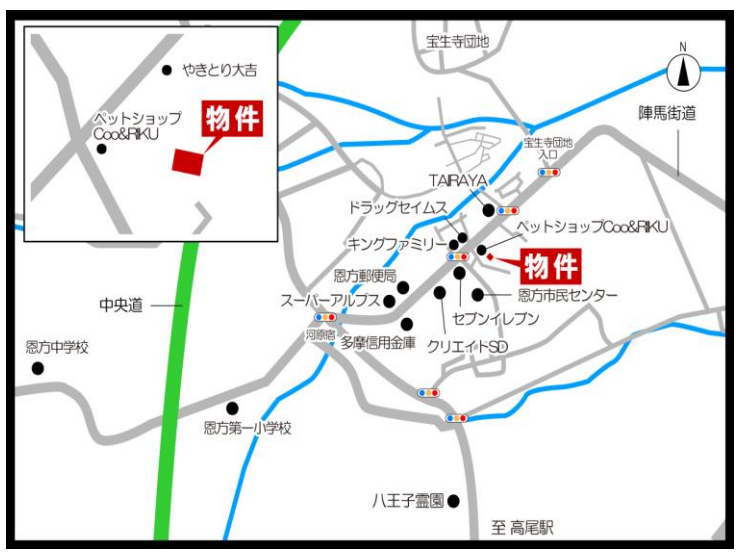 やきとり大吉
ペットショップ
Coo&RIKU
物件
宝生寺団地
N
陣馬街道
宝生寺団地
入口
TAIRAYA
ドラッグセイムス
ペットショップCoo&RIKU
キングファミリー
物件
恩方郵便局
恩方市民センター
スーパーアルプス
セブンイレブン
中央道
河原宿
多摩信用金庫
クリエイトSD
恩方中学校
恩方第一小学校
八王子霊園
至 高尾駅